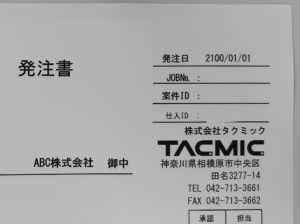 発注日 2100/01/01
発注書
JOB№ :
案件ID :
仕入ID :
株式会社タクミック
TACMIC
ABC株式会社 御中
神奈川県相模原市中央区
田名3277-14
TEL 042-713-3661
FAX 042-713-3662
承認 担当